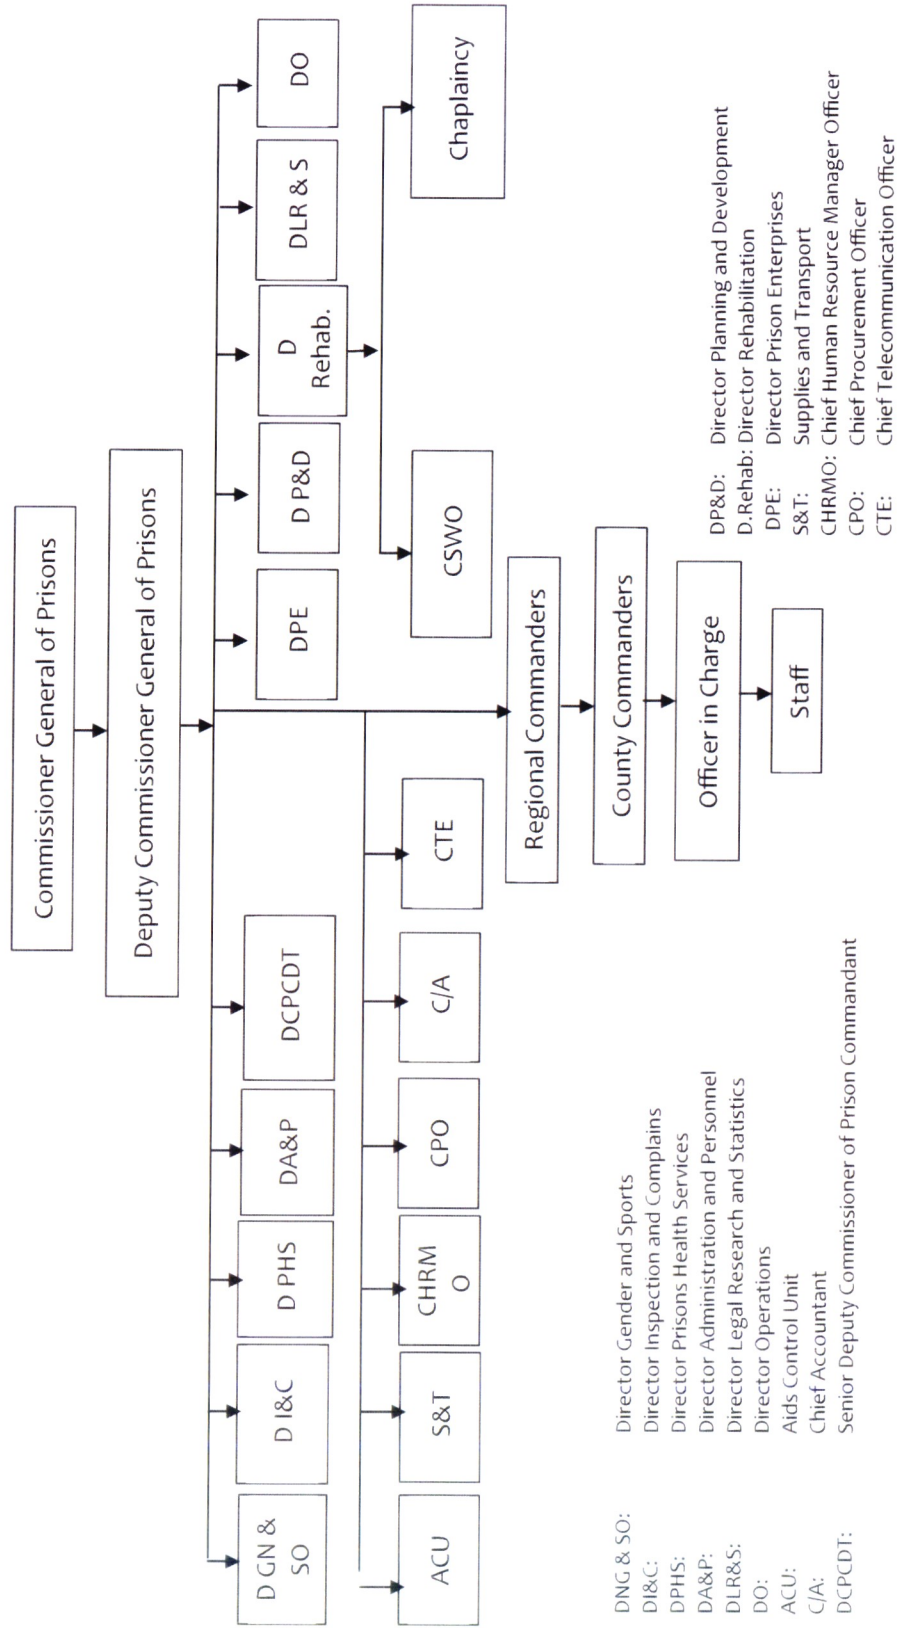 Commissioner General of Prisons
Deputy Commissioner General of Prisons
D GN &
SO
D I&C
D PHS
DA&P
DCPCDT
DPE
D P&D
D
Rehab.
DLR & S
DO
ACU
S&T
CHRM
O
CPO
C/A
CTE
CSWO
Chaplaincy
Regional Commanders
County Commanders
Officer in Charge
Staff
DNG & SO: Director Gender and Sports
DI&C: Director Inspection and Complains
DPHS: Director Prisons Health Services
DA&P: Director Administration and Personnel
DLR&S: Director Legal Research and Statistics
DO: Director Operations
ACU: Aids Control Unit
C/A: Chief Accountant
DCPCDT: Senior Deputy Commissioner of Prison Commandant
DP&D: Director Planning and Development
D.Rehab: Director Rehabilitation
DPE: Director Prison Enterprises
S&T: Supplies and Transport
CHRMO: Chief Human Resource Manager Officer
CPO: Chief Procurement Officer
CTE: Chief Telecommunication Officer